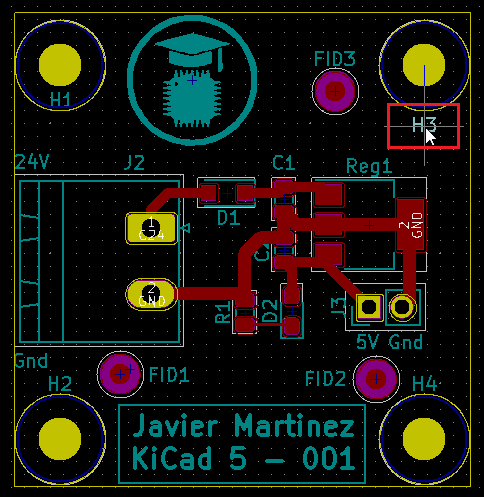 FID3
H1
H3
24V
J2
C1
Reg1
D1
1
G24
2
GND
2
GND
R1
D2
J3
5V
Gnd
Gnd
H2
FID1
FID2
H4
Javier Martinez
KiCad 5 - 001